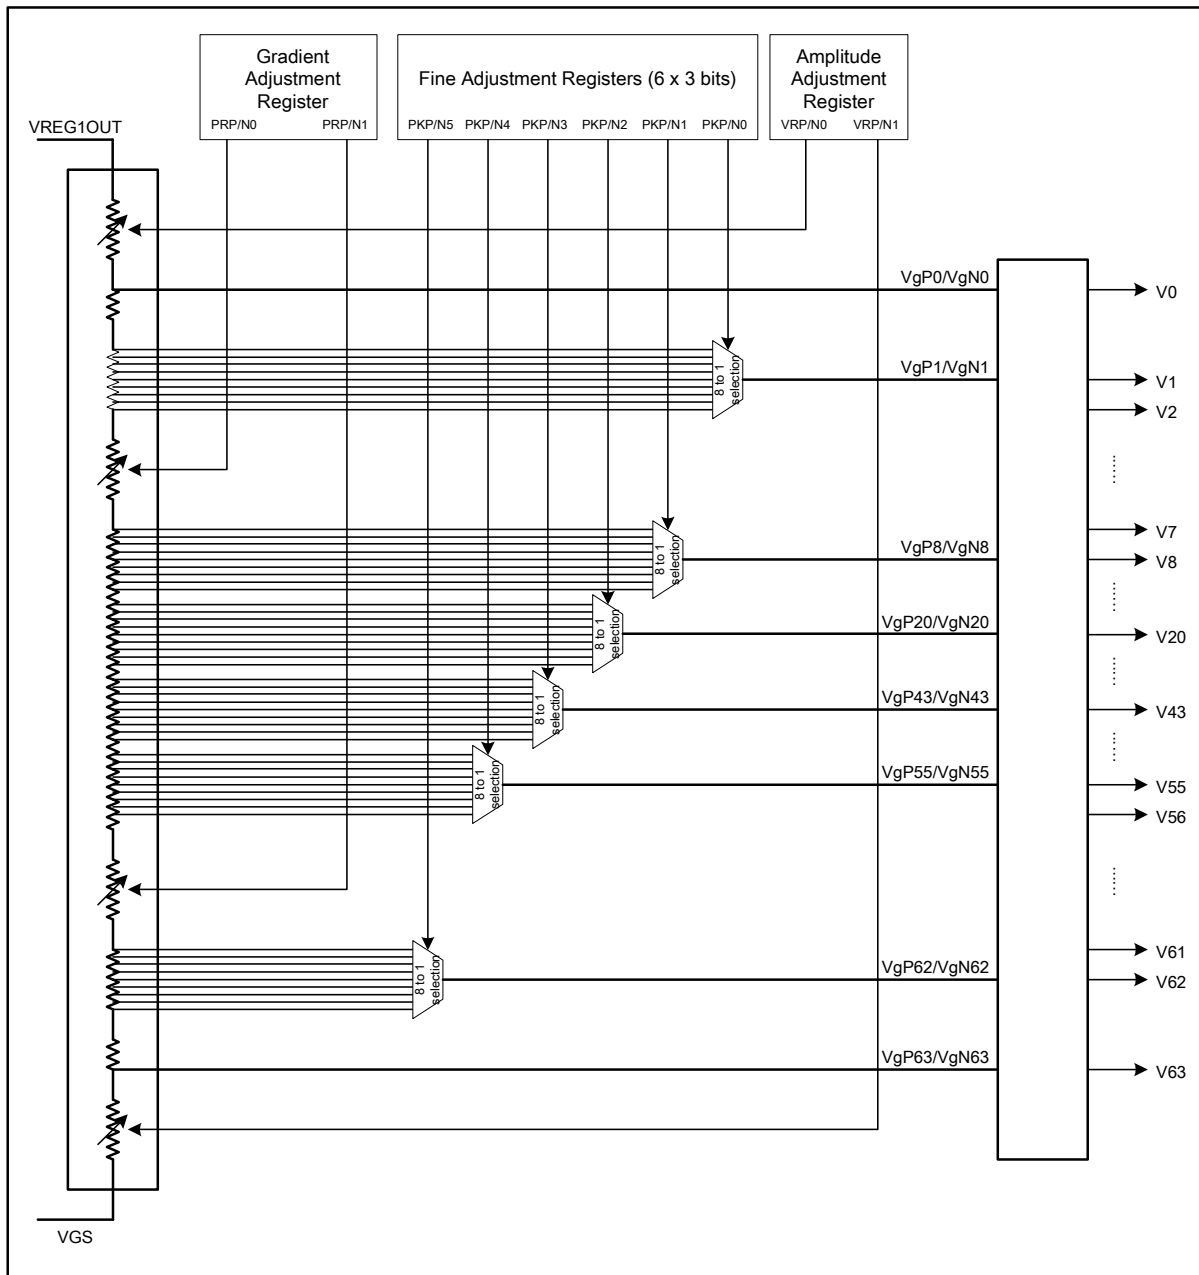 Gradient
Adjustment
Register
PRP/N0 PRP/N1
Fine Adjustment Registers (6 x 3 bits)
PKP/N5 PKP/N4 PKP/N3 PKP/N2 PKP/N1 PKP/N0
Amplitude
Adjustment
Register
VRP/N0 VRP/N1
VREG1OUT
VgP0/VgN0
V0
8 to 1
selection
VgP1/VgN1
V1
V2
8 to 1
selection
VgP8/VgN8
V7
V8
8 to 1
selection
VgP20/VgN20
V20
8 to 1
selection
VgP43/VgN43
V43
8 to 1
selection
VgP55/VgN55
V55
V56
8 to 1
selection
VgP62/VgN62
V61
V62
VgP63/VgN63
V63
VGS